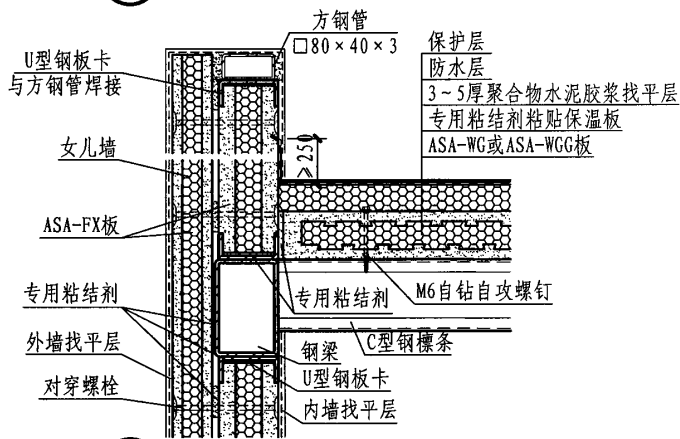 方钢管
□80×40×3
U型钢板卡
与方钢管焊接
保护层
防水层
3~5厚聚合物水泥胶浆找平层
专用粘结剂粘贴保温板
ASA-WG或ASA-WGG板
女儿墙
≥250
ASA-FX板
M6自钻自攻螺钉
专用粘结剂
专用粘结剂
外墙找平层
钢梁
C型钢檩条
U型钢板卡
对穿螺栓
内墙找平层